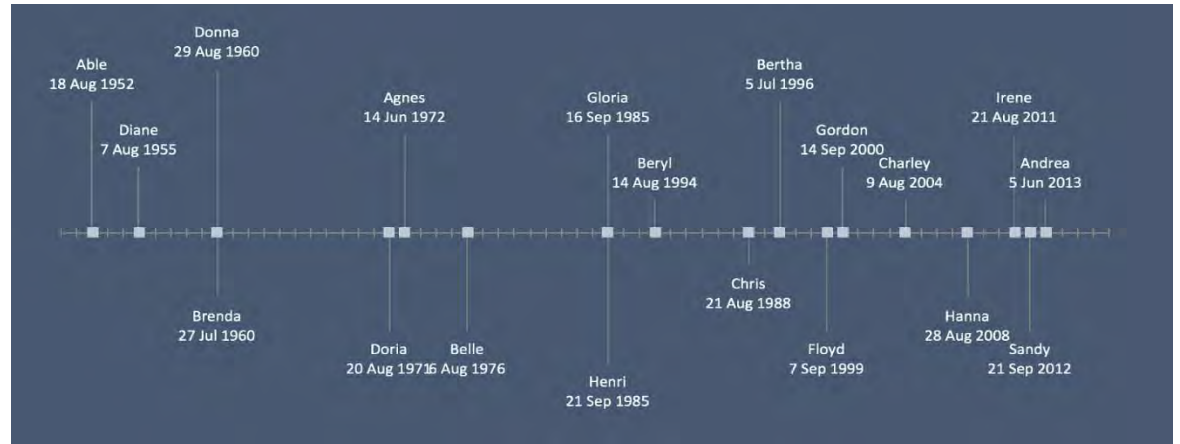 Donna
29 Aug 1960
Able
18 Aug 1952
Bertha
5 Jul 1996
Agnes
14 Jun 1972
Gloria
16 Sep 1985
Irene
21 Aug 2011
Diane
7 Aug 1955
Gordon
14 Sep 2000
Beryl
14 Aug 1994
Charley
9 Aug 2004
Andrea
5 Jun 2013
Chris
21 Aug 1988
Brenda
27 Jul 1960
Hanna
28 Aug 2008
Doria
20 Aug 1971
Belle
6 Aug 1976
Floyd
7 Sep 1999
Sandy
21 Sep 2012
Henri
21 Sep 1985